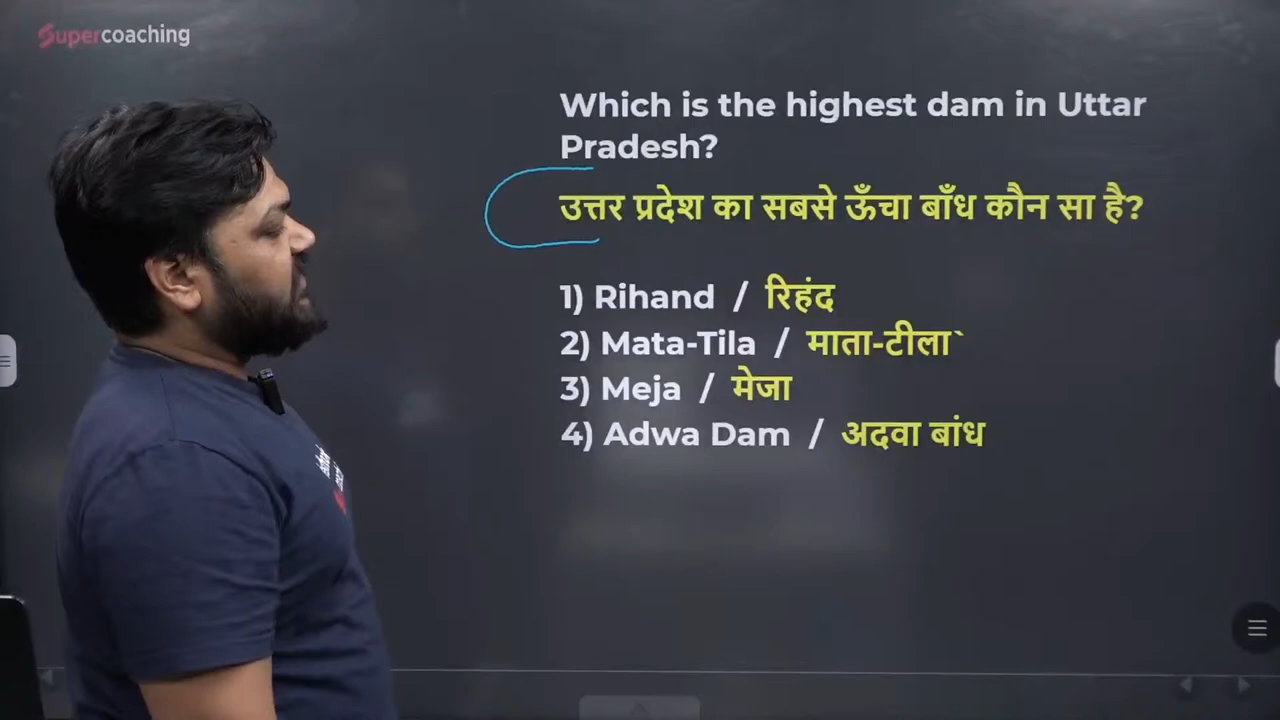 Supercoaching
Which is the highest dam in Uttar
Pradesh?
उत्तर प्रदेश का सबसे ऊँचा बाँध कौन सा है?
1) Rihand / रिहंद
2) Mata-Tila / माता-टीला`
3) Meja / मेजा
4) Adwa Dam / अदवा बांध